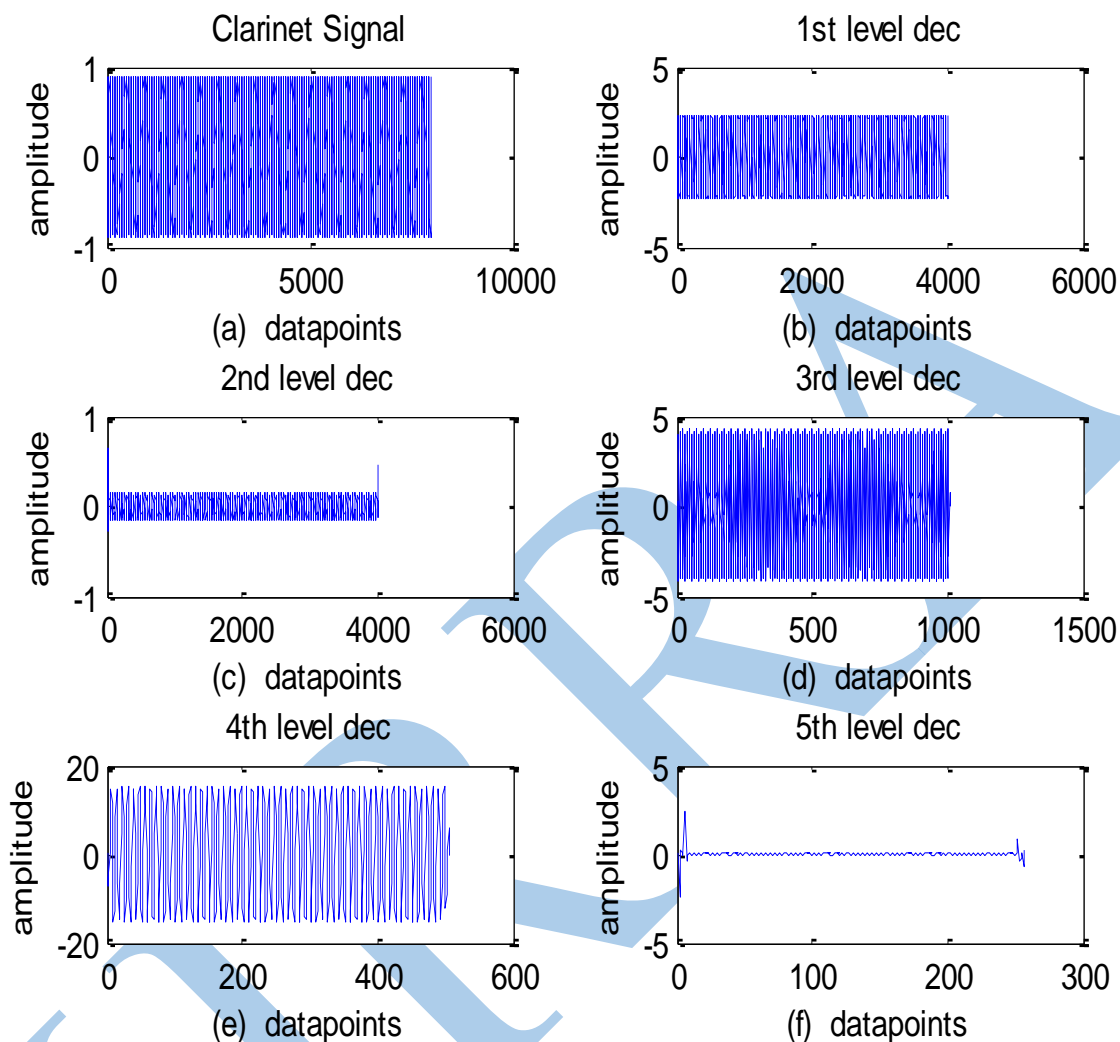 Clarinet Signal
1
0
-1
amplitude
0 5000 10000
(a) datapoints
1st level dec
5
0
-5
amplitude
0 2000 4000 6000
(b) datapoints
2nd level dec
1
0
-1
amplitude
0 2000 4000 6000
(c) datapoints
3rd level dec
5
0
-5
amplitude
0 500 1000 1500
(d) datapoints
4th level dec
20
0
-20
amplitude
0 200 400 600
(e) datapoints
5th level dec
5
0
-5
amplitude
0 100 200 300
(f) datapoints